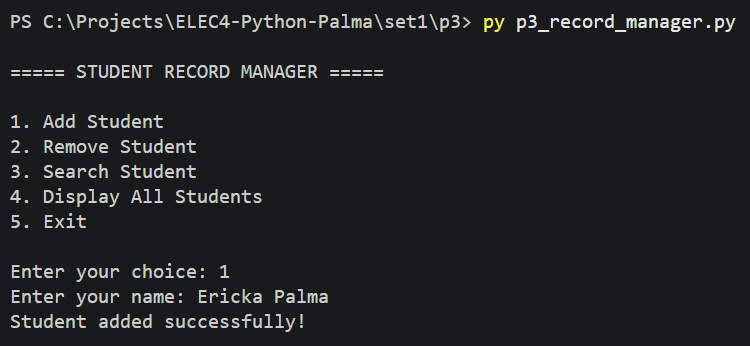 PS C:\Projects\ELEC4-Python-Palma\set1\p3> py p3_record_manager.py
===== STUDENT RECORD MANAGER =====
1. Add Student
2. Remove Student
3. Search Student
4. Display All Students
5. Exit
Enter your choice: 1
Enter your name: Ericka Palma
Student added successfully!